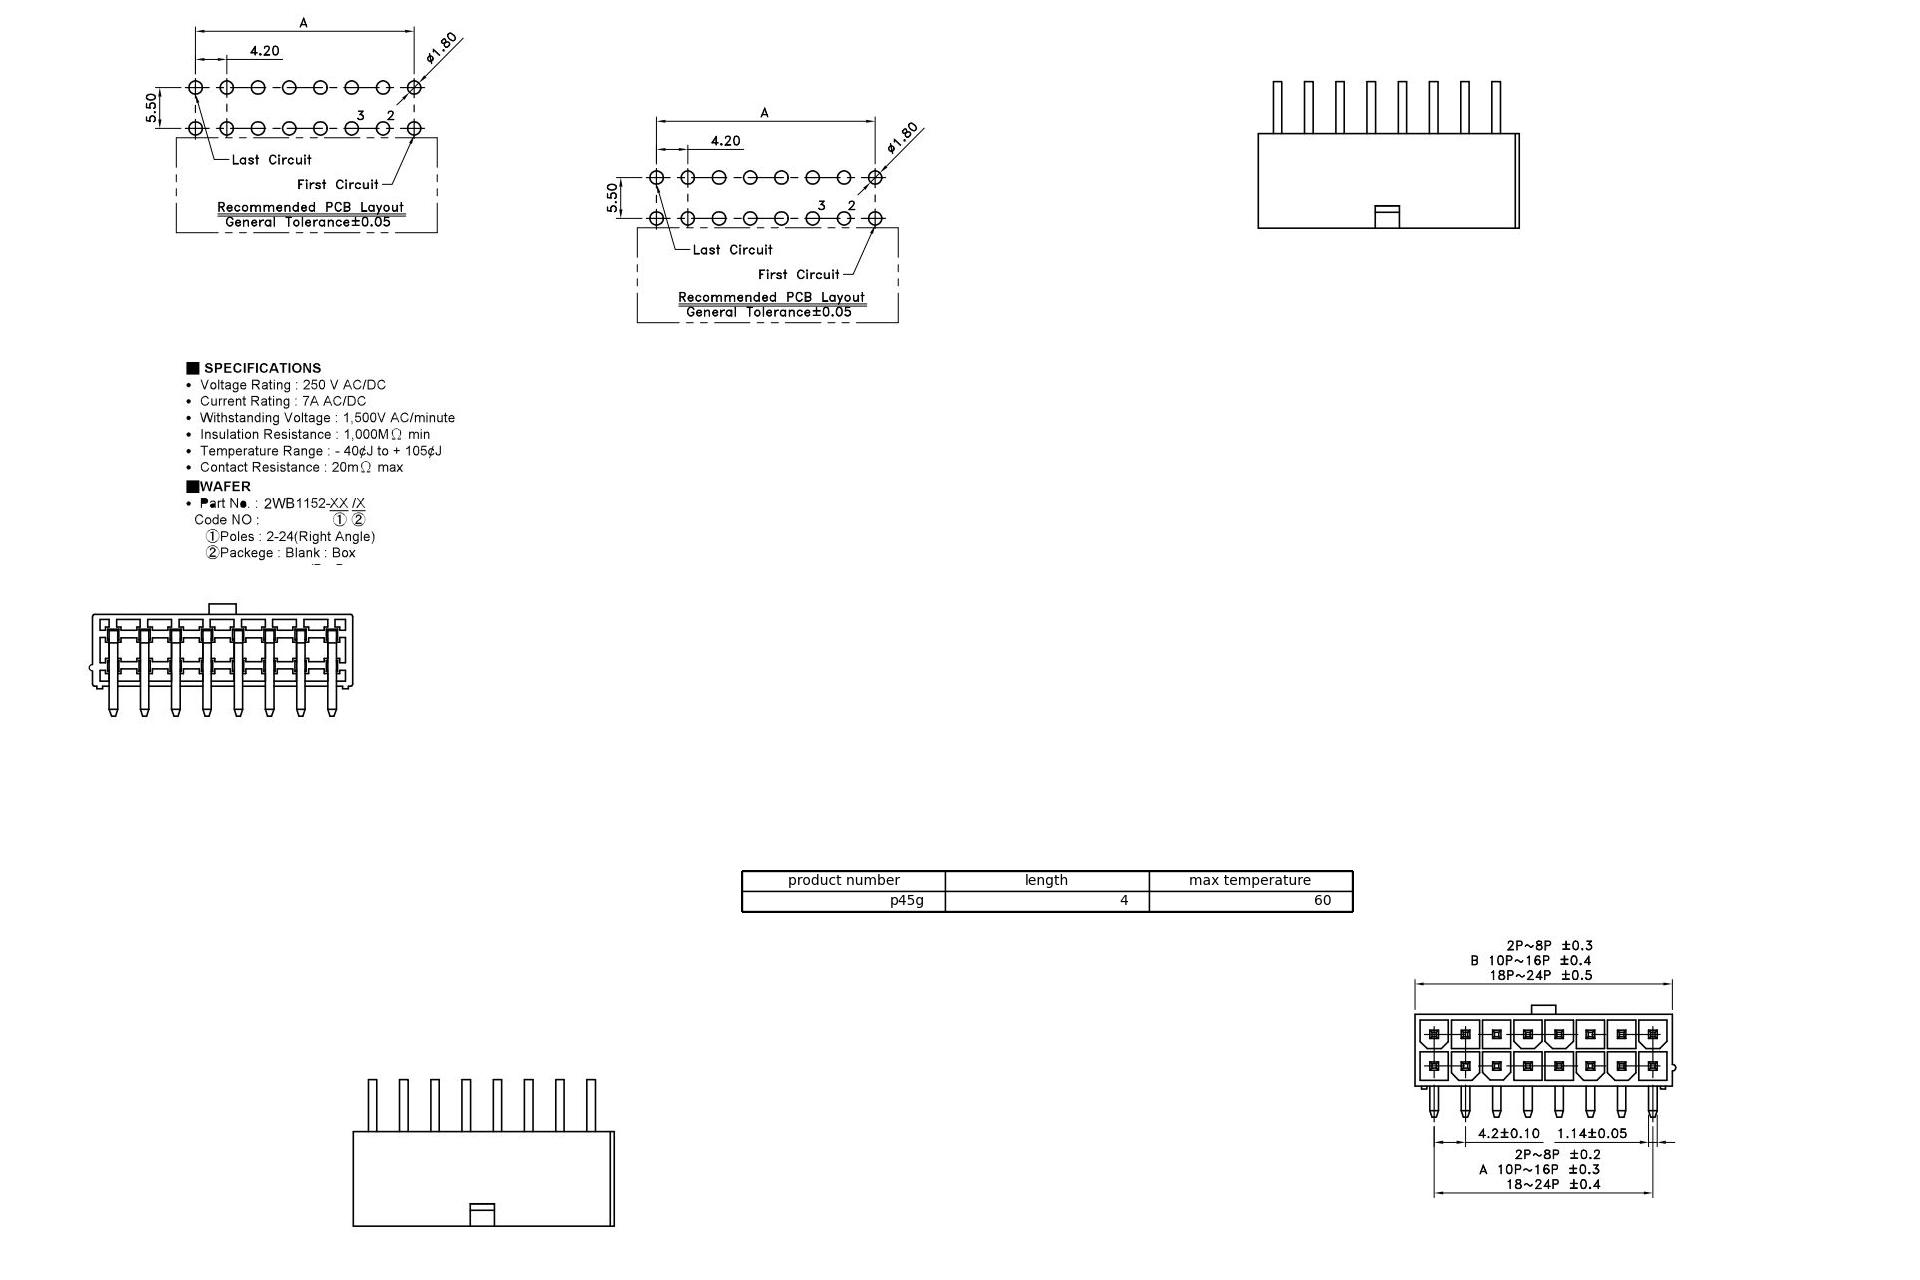 A
4.20
ø1.80
5.50
3 2
Last Circuit
First Circuit
Recommended PCB Layout
General Tolerance±0.05
A
4.20
ø1.80
5.50
3 2
Last Circuit
First Circuit
Recommended PCB Layout
General Tolerance±0.05
■ SPECIFICATIONS
• Voltage Rating : 250 V AC/DC
• Current Rating : 7A AC/DC
• Withstanding Voltage : 1,500V AC/minute
• Insulation Resistance : 1,000MΩ min
• Temperature Range : - 40¢J to + 105¢J
• Contact Resistance : 20mΩ max
■WAFER
• Part No. : 2WB1152-XX /X
Code NO : ① ②
①Poles : 2-24(Right Angle)
②Packege : Blank : Box
product number length max temperature
p45g 4 60
2P~8P ±0.3
B 10P~16P ±0.4
18P~24P ±0.5
4.2±0.10 1.14±0.05
2P~8P ±0.2
A 10P~16P ±0.3
18~24P ±0.4